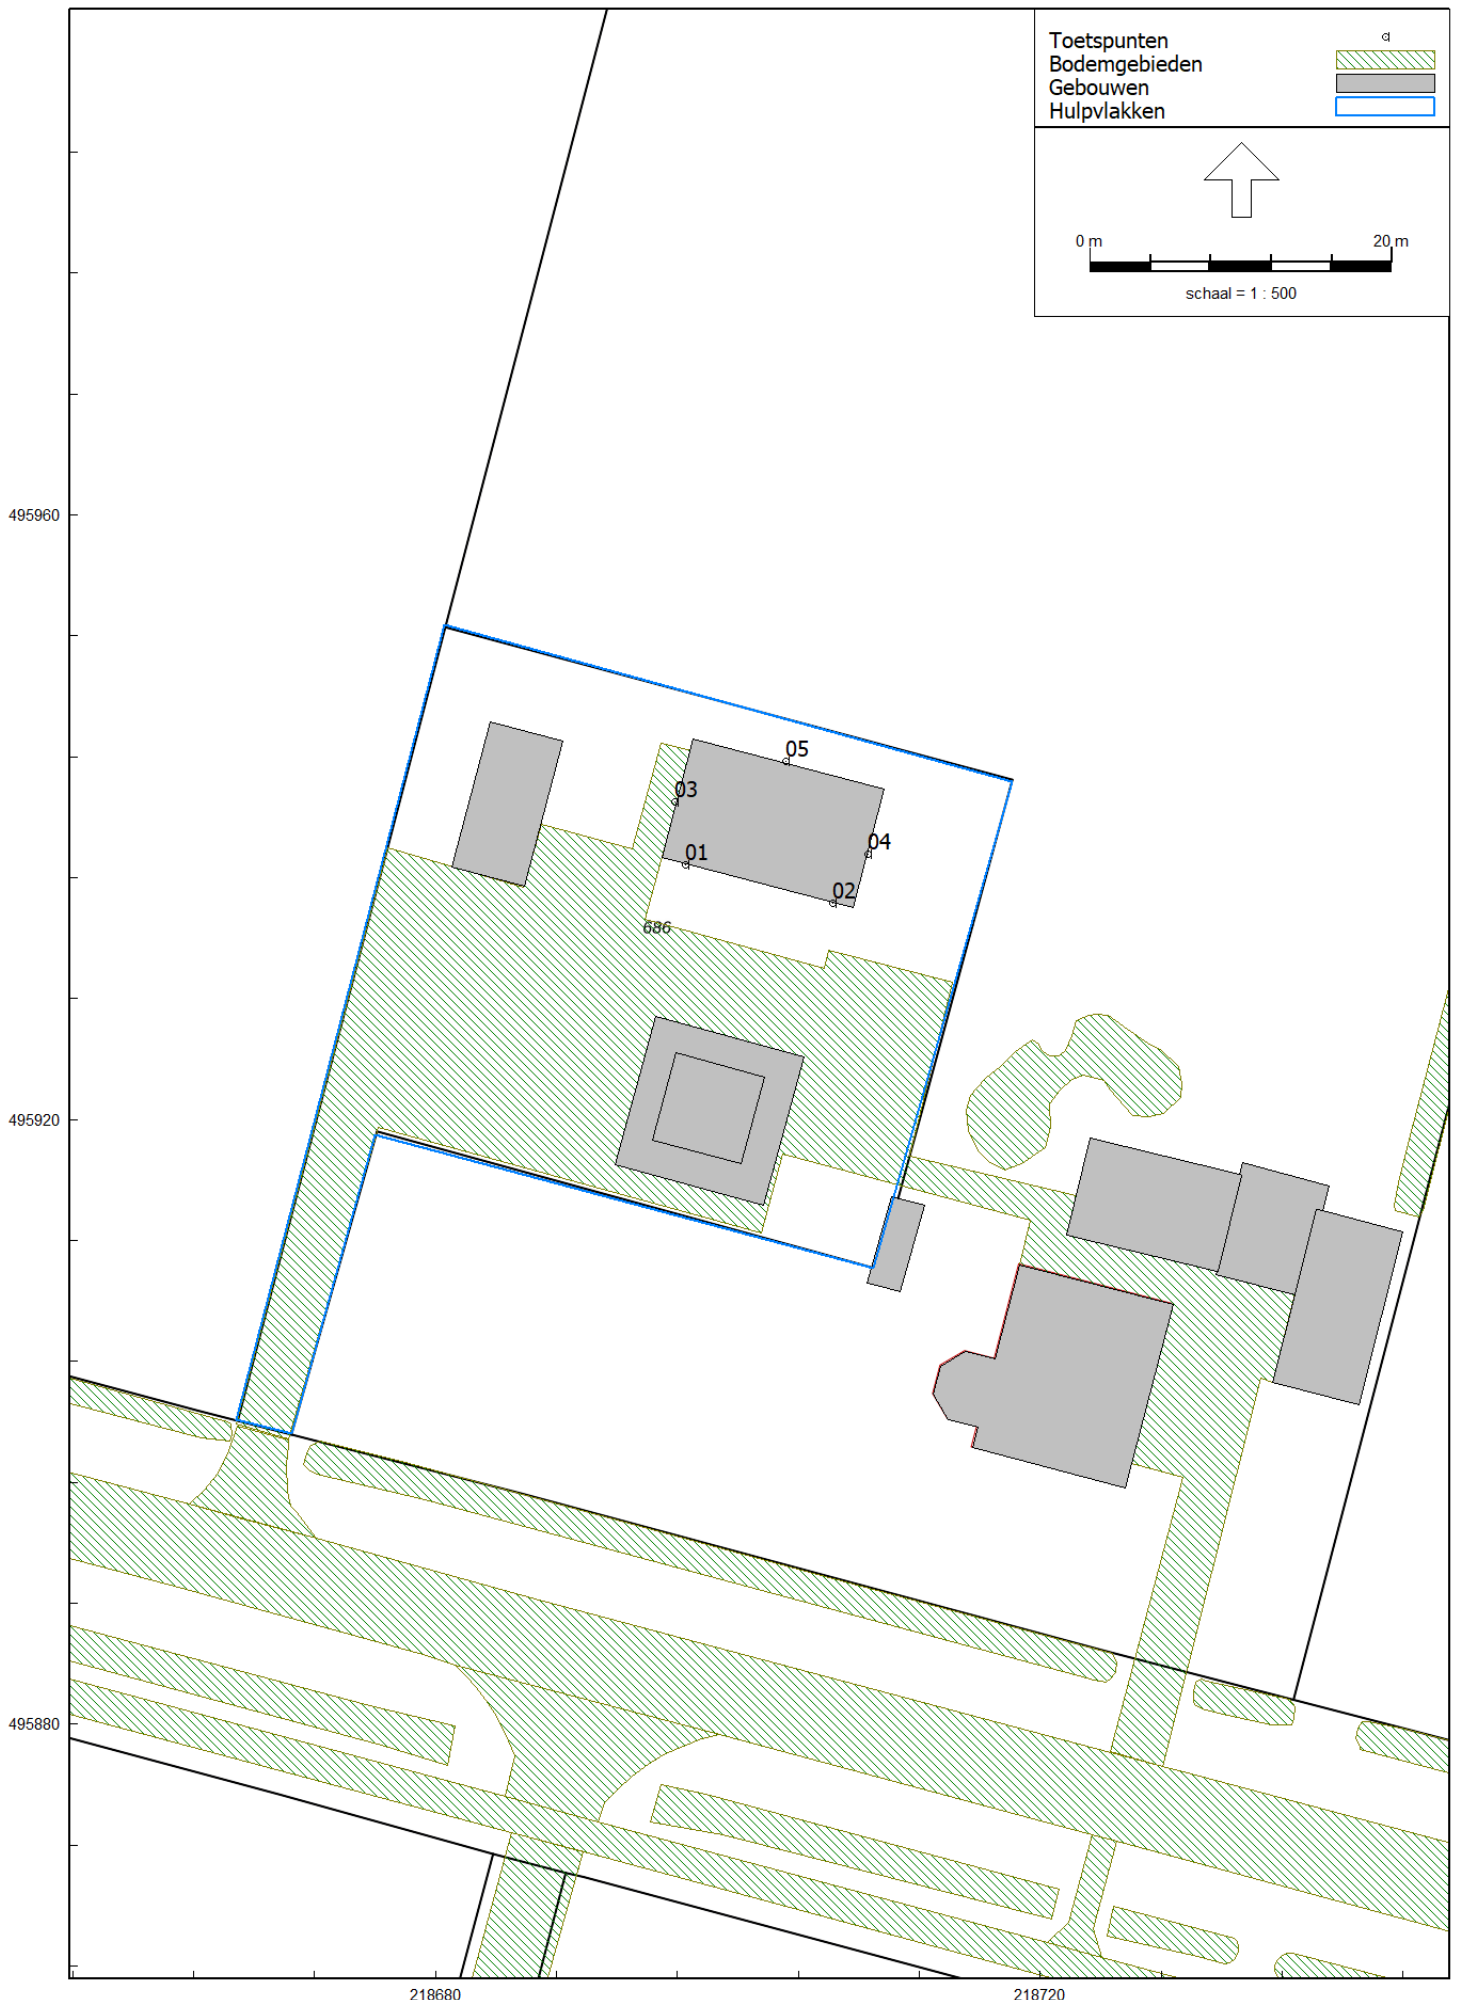 Toetspunten
Bodemgebieden
Gebouwen
Hulpvlakken
0 m 20 m
schaal = 1 : 500
495960
05
03
04
01
02
686
495920
495880
218680 218720